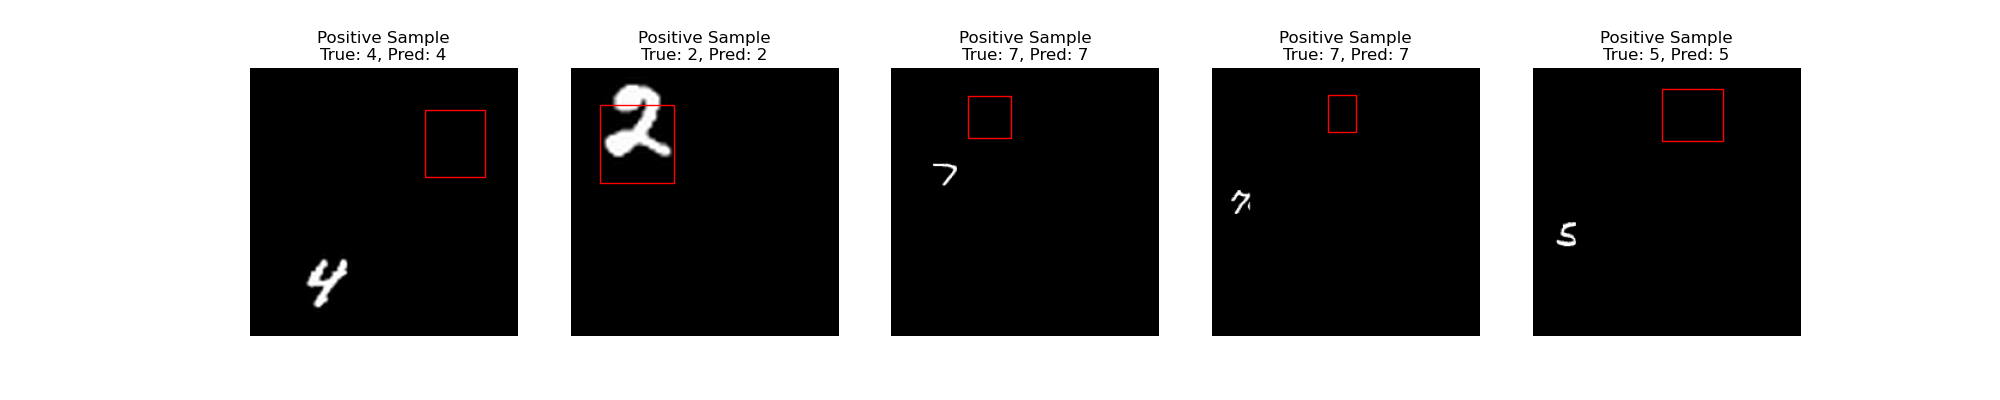 Positive Sample
True: 4, Pred: 4
Positive Sample
True: 2, Pred: 2
Positive Sample
True: 7, Pred: 7
Positive Sample
True: 7, Pred: 7
Positive Sample
True: 5, Pred: 5
4
2
7
7
5